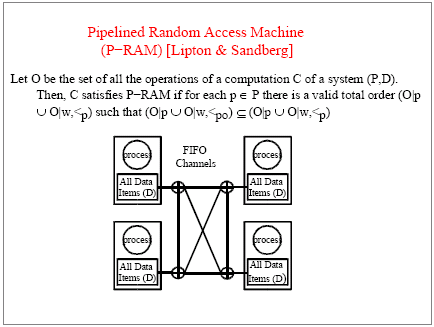 Pipelined Random Access Machine
(P−RAM) [Lipton & Sandberg]
Let O be the set of all the operations of a computation C of a system (P,D).
Then, C satisfies P−RAM if for each p ∈ P there is a valid total order (O|p
∪ O|w,<p) such that (O|p ∪ O|w,<po) ⊆ (O|p ∪ O|w,<p)
process
All Data
Items (D)
FIFO
Channels
process
All Data
Items (D)
process
All Data
Items (D)
process
All Data
Items (D)